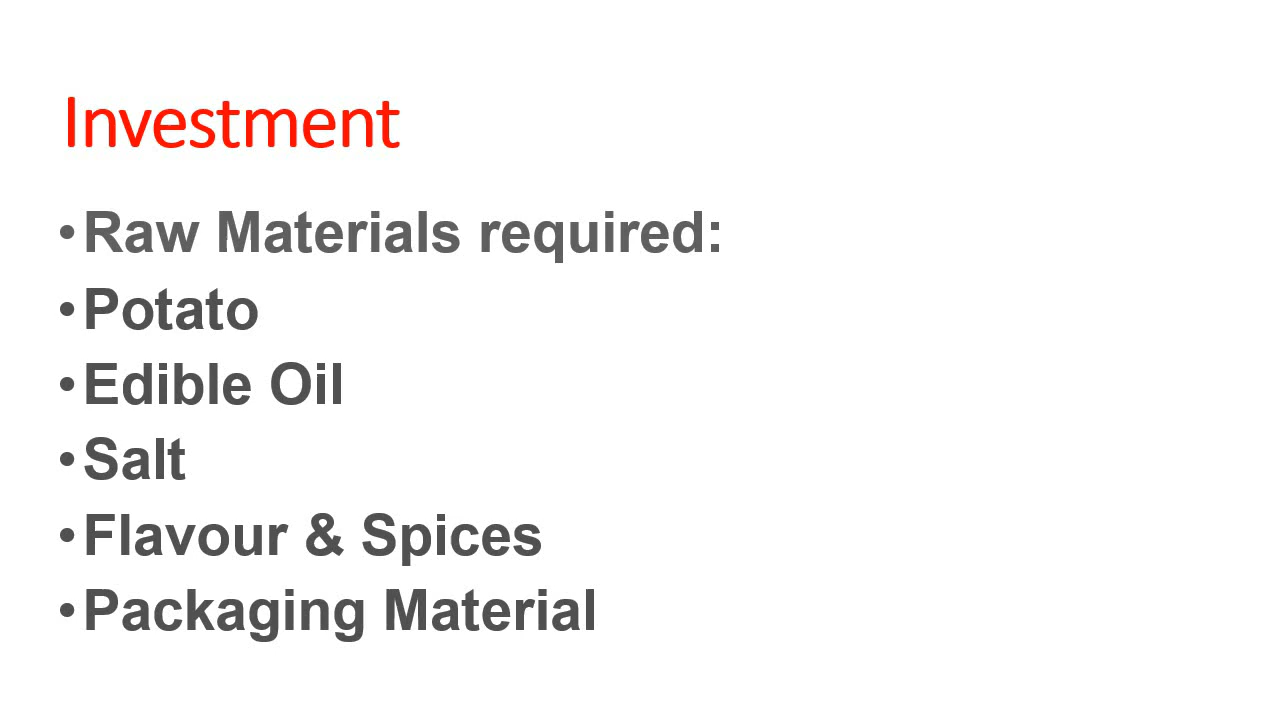 Investment
•Raw Materials required:
•Potato
•Edible Oil
•Salt
•Flavour & Spices
•Packaging Material